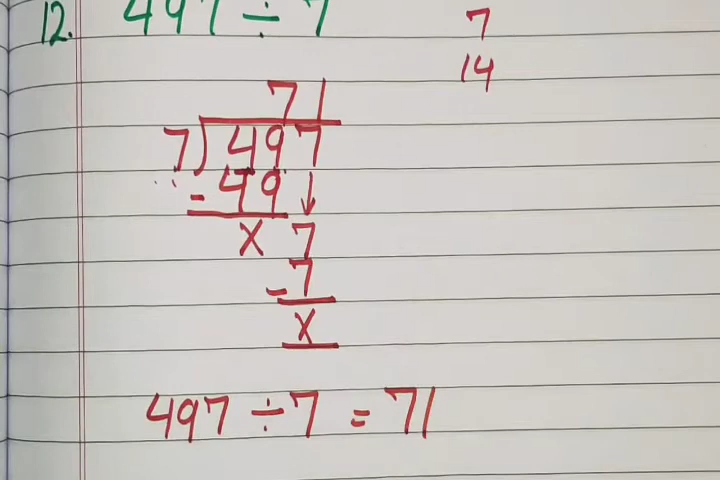 12. 497 ÷ 7
7
14
71
7) 497
- 49 ↓
x 7
- 7
x
497 ÷ 7 = 71